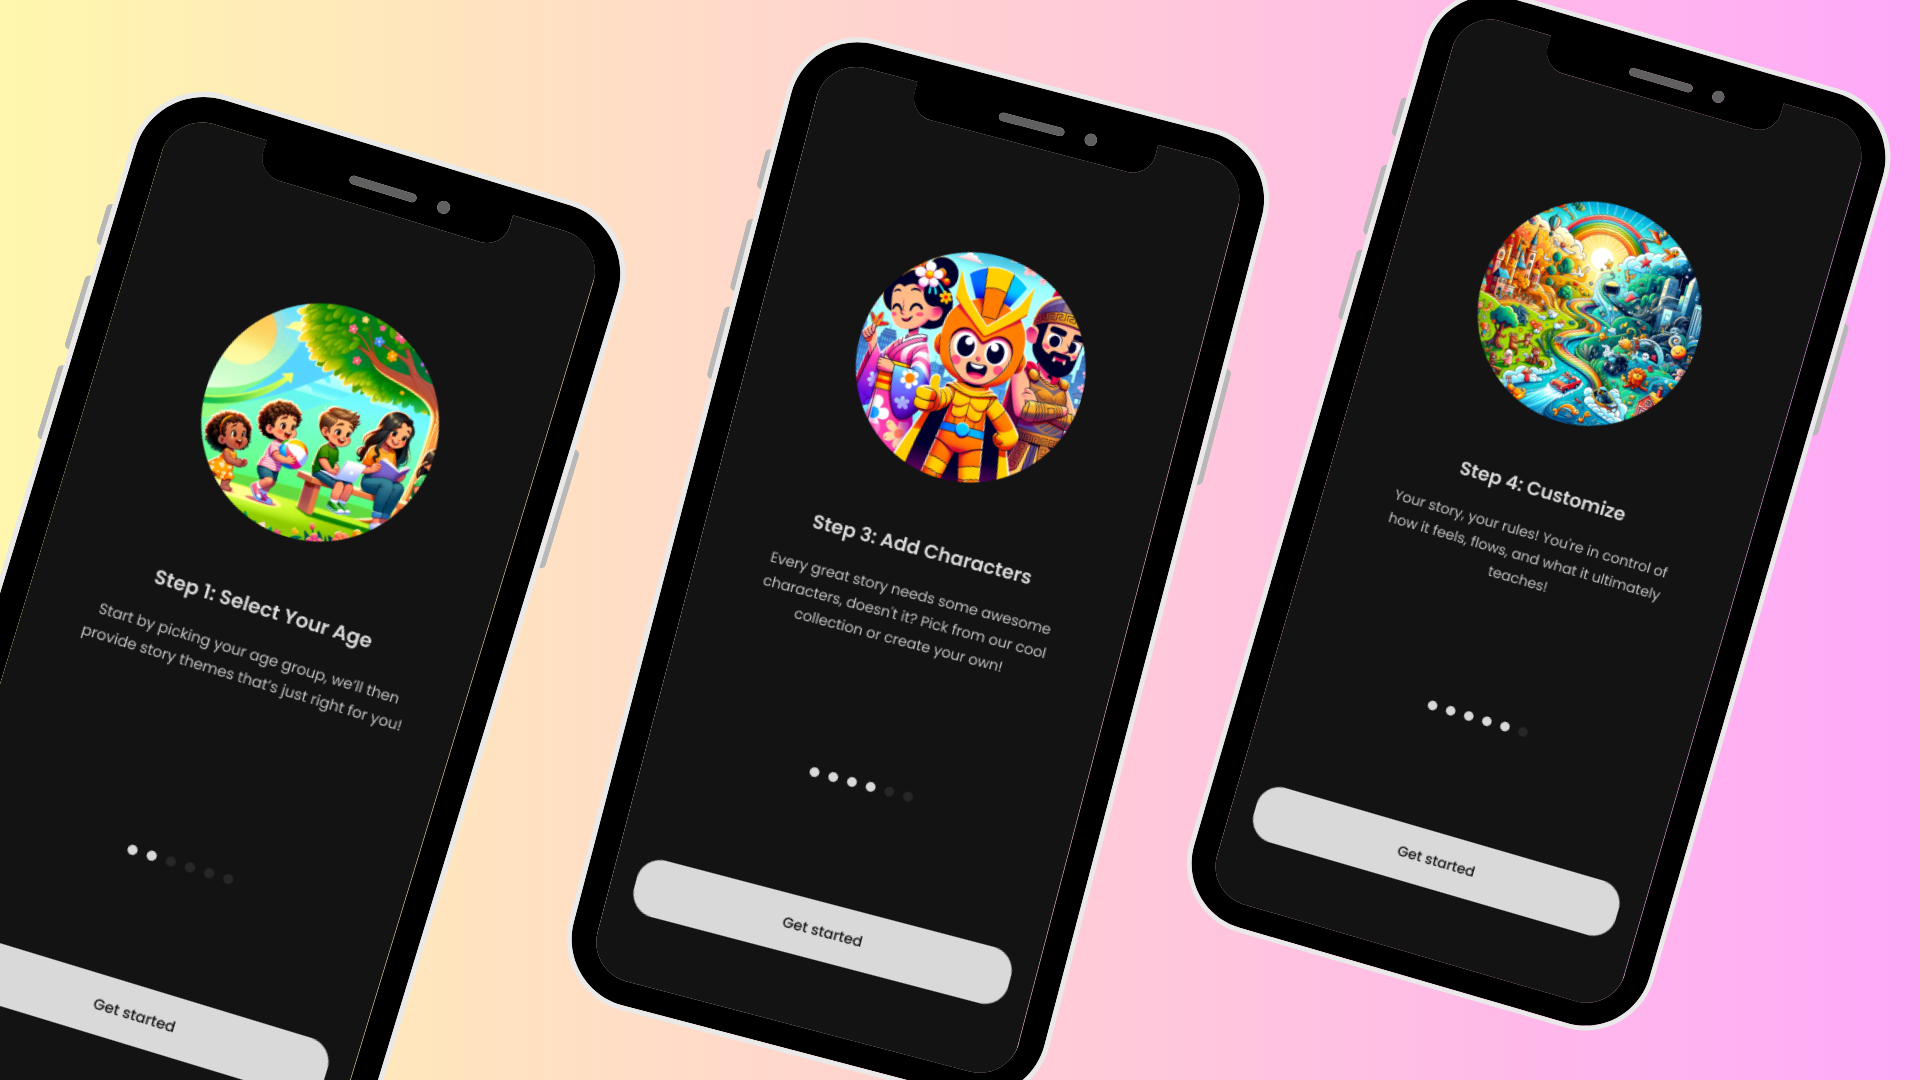 Step 1: Select Your Age
Start by picking your age group, we'll then
provide story themes that's just right for you!
Get started
Step 3: Add Characters
Every great story needs some awesome
characters, doesn't it? Pick from our cool
collection or create your own!
Get started
Step 4: Customize
Your story, your rules! You're in control of
how it feels, flows, and what it ultimately
teaches!
Get started